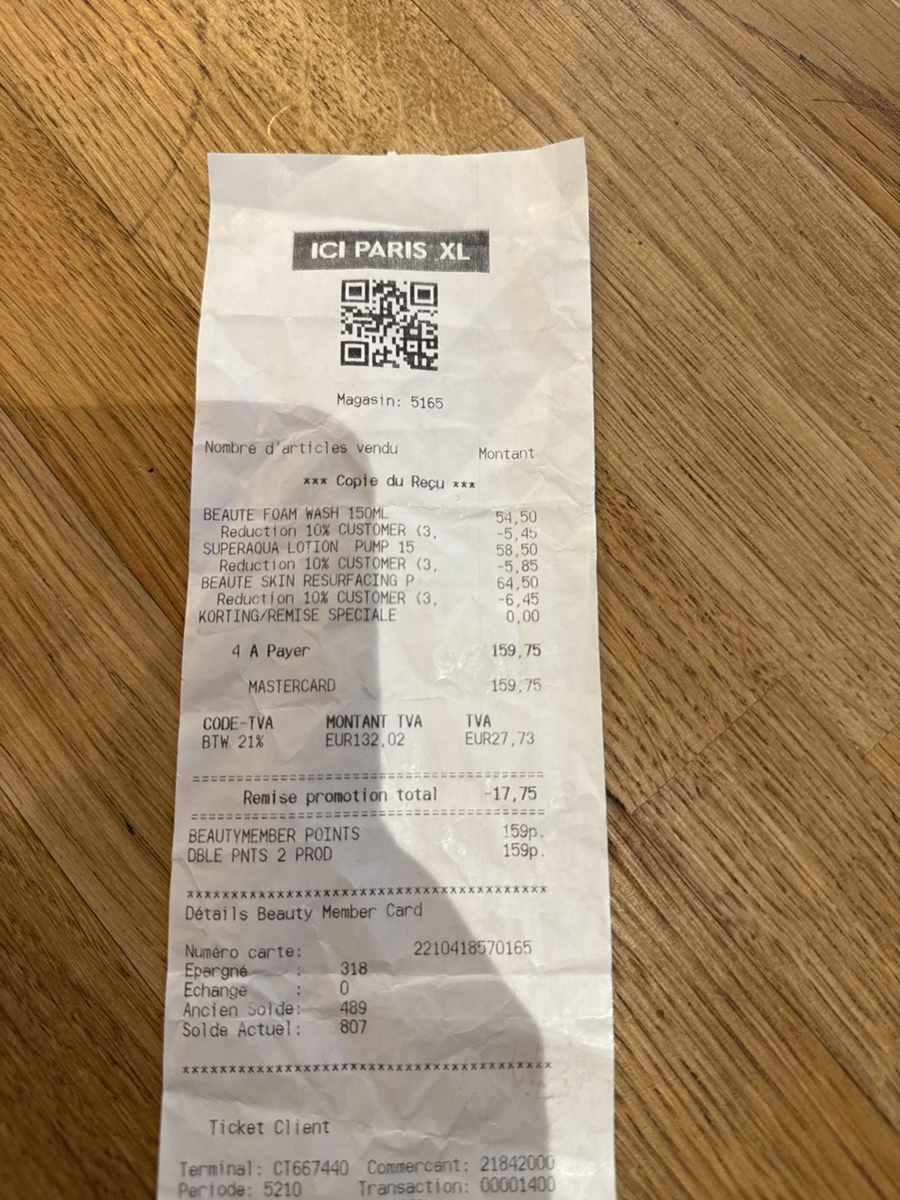 ICI PARIS XL
Magasin: 5165
Nombre d'articles vendu Montant
*** Copie du Reçu ***
BEAUTE FOAM WASH 150ML 54,50
Reduction 10% CUSTOMER (3, -5,45
SUPERAQUA LOTION PUMP 15 58,50
Reduction 10% CUSTOMER (3, -5,85
BEAUTE SKIN RESURFACING P 64,50
Reduction 10% CUSTOMER (3, -6,45
KORTING/REMISE SPECIALE 0,00
4 A Payer 159,75
MASTERCARD 159,75
CODE-TVA MONTANT TVA TVA
BTW 21% EUR132,02 EUR27,73
========================================
Remise promotion total -17,75
========================================
BEAUTYMEMBER POINTS 159p.
DBLE PNTS 2 PROD 159p.
****************************************
Détails Beauty Member Card
Numéro carte: 2210418570165
Epargné : 318
Echange : 0
Ancien Solde: 489
Solde Actuel: 807
****************************************
Ticket Client
Terminal: CT667440 Commercant: 21842000
Periode: 5210 Transaction: 00001400